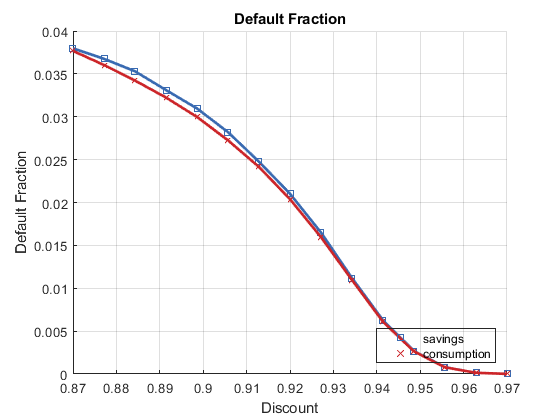 Default Fraction
0.04
0.035
0.03
0.025
0.02
0.015
0.01
0.005
0
Default Fraction
savings
consumption
0.87 0.88 0.89 0.9 0.91 0.92 0.93 0.94 0.95 0.96 0.97
Discount